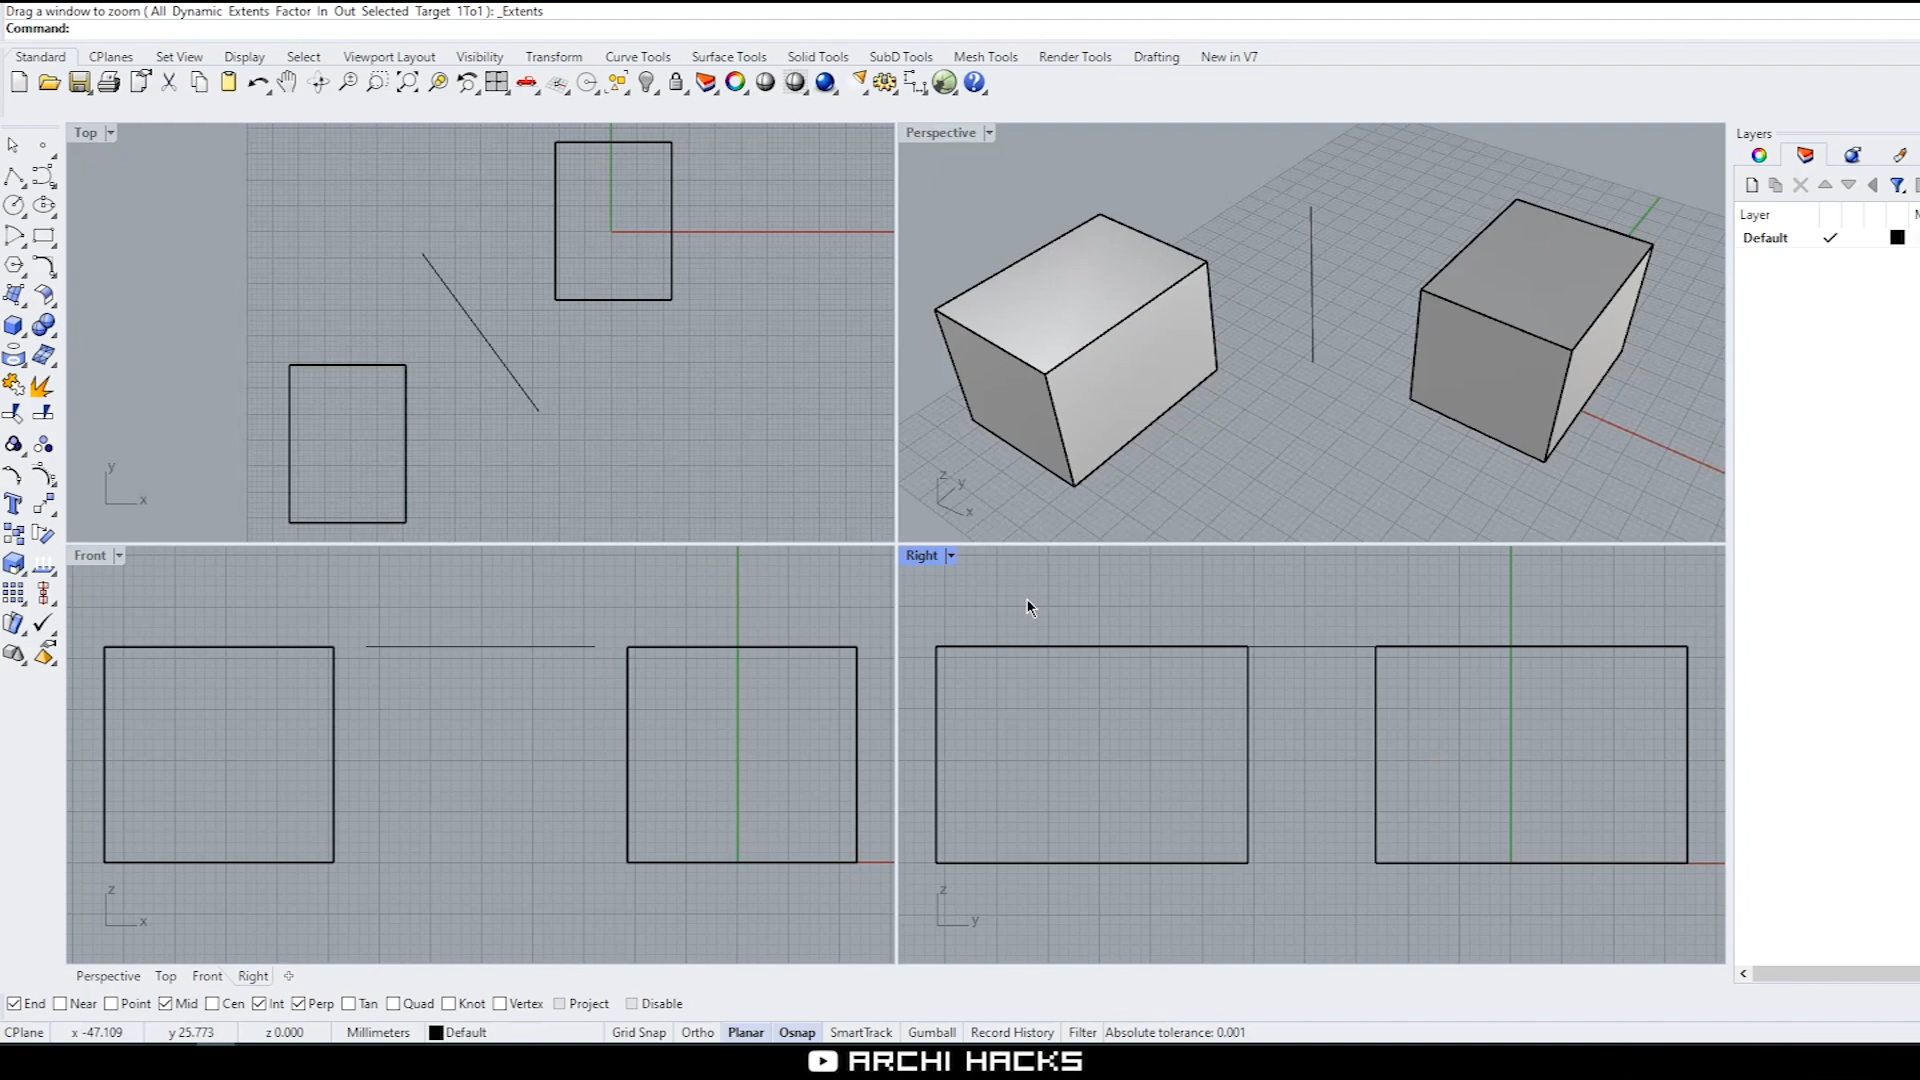 Drag a window to zoom ( All Dynamic Extents Factor In Out Selected Target 1To1 ): _Extents
Command:
Standard CPlanes Set View Display Select Viewport Layout Visibility Transform Curve Tools Surface Tools Solid Tools SubD Tools Mesh Tools Render Tools Drafting New in V7
Top
Perspective
Layers
Layer
M
Default
y
x
z
y
x
Front
Right
z
x
z
y
Perspective Top Front Right
End Near Point Mid Cen Int Perp Tan Quad Knot Vertex Project Disable
CPlane x -47.109 y 25.773 z 0.000 Millimeters Default Grid Snap Ortho Planar Osnap SmartTrack Gumball Record History Filter Absolute tolerance: 0.001
ARCHI HACKS